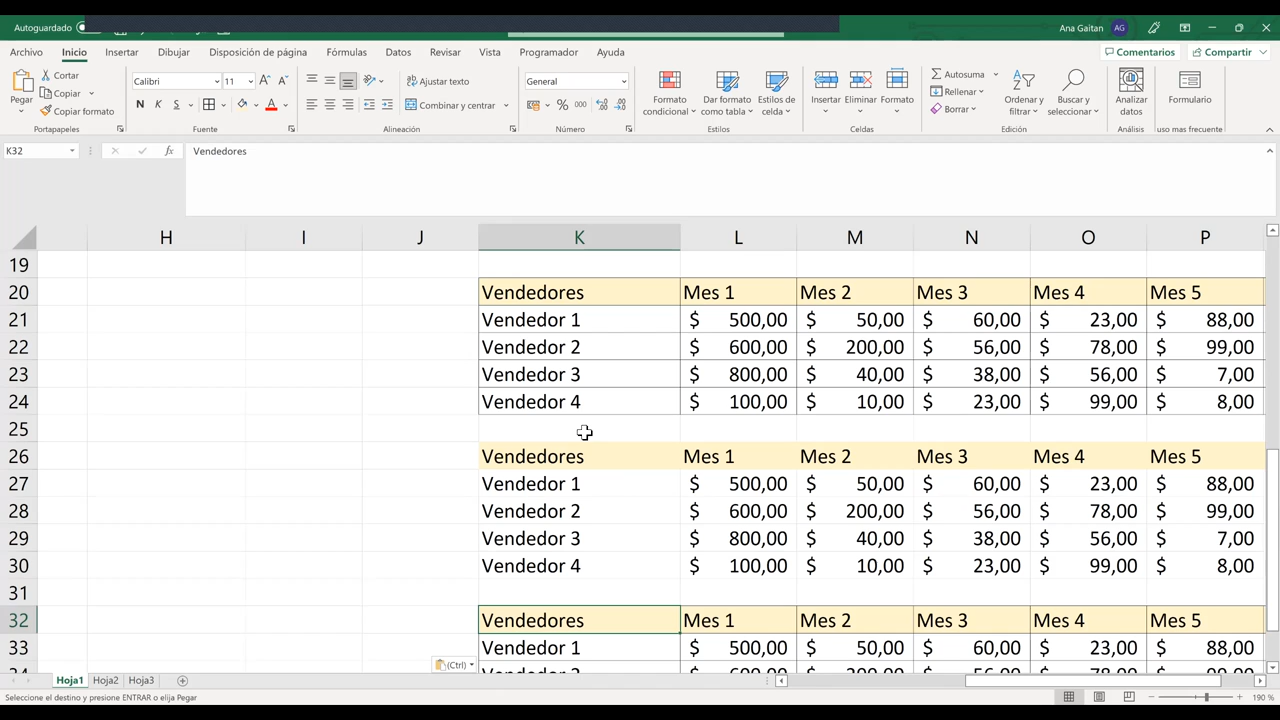 Autoguardado
Ana Gaitan AG
Archivo Inicio Insertar Dibujar Disposición de página Fórmulas Datos Revisar Vista Programador Ayuda Comentarios Compartir
Pegar Cortar Copiar Copiar formato Portapapeles
Calibri 11 N K S A Fuente
Ajustar texto Combinar y centrar Alineación
General % 000 Número
Formato condicional Dar formato como tabla Estilos de celda Estilos
Insertar Eliminar Formato Celdas
Autosuma Rellenar Borrar Ordenar y filtrar Buscar y seleccionar Edición
Analizar datos Análisis
Formulario uso mas frecuente
K32 fx Vendedores
H I J K L M N O P
19
20 Vendedores Mes 1 Mes 2 Mes 3 Mes 4 Mes 5
21 Vendedor 1 $ 500,00 $ 50,00 $ 60,00 $ 23,00 $ 88,00
22 Vendedor 2 $ 600,00 $ 200,00 $ 56,00 $ 78,00 $ 99,00
23 Vendedor 3 $ 800,00 $ 40,00 $ 38,00 $ 56,00 $ 7,00
24 Vendedor 4 $ 100,00 $ 10,00 $ 23,00 $ 99,00 $ 8,00
25
26 Vendedores Mes 1 Mes 2 Mes 3 Mes 4 Mes 5
27 Vendedor 1 $ 500,00 $ 50,00 $ 60,00 $ 23,00 $ 88,00
28 Vendedor 2 $ 600,00 $ 200,00 $ 56,00 $ 78,00 $ 99,00
29 Vendedor 3 $ 800,00 $ 40,00 $ 38,00 $ 56,00 $ 7,00
30 Vendedor 4 $ 100,00 $ 10,00 $ 23,00 $ 99,00 $ 8,00
31
32 Vendedores Mes 1 Mes 2 Mes 3 Mes 4 Mes 5
33 Vendedor 1 $ 500,00 $ 50,00 $ 60,00 $ 23,00 $ 88,00
(Ctrl)
Hoja1 Hoja2 Hoja3
Seleccione el destino y presione ENTRAR o elija Pegar 190 %